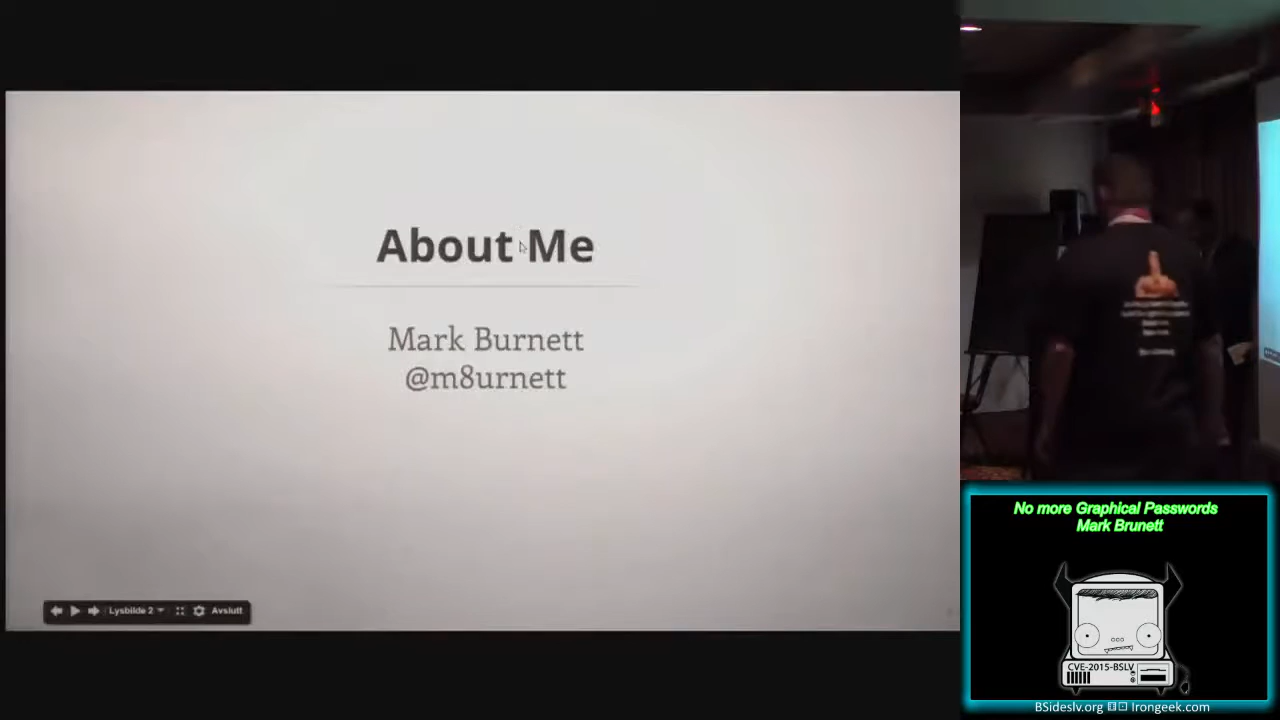 About Me
Mark Burnett
@m8urnett
Lysbilde 2
Avslutt
No more Graphical Passwords
Mark Brunett
CVE-2015-BSLV
BSideslv.org
Irongeek.com